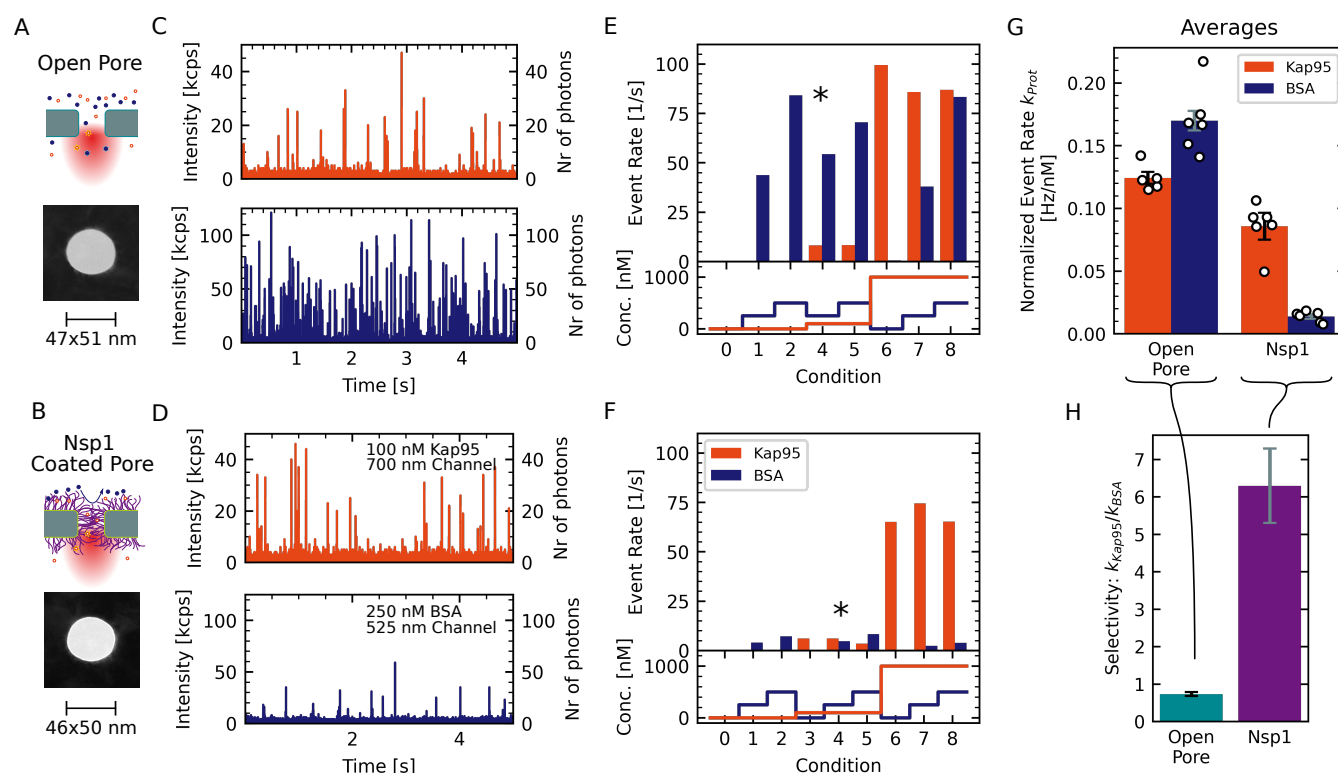 A
Open Pore
47x51 nm
C
Intensity [kcps]
40
20
0
Nr of photons
40
20
0
Intensity [kcps]
100
50
0
Nr of photons
100
50
0
1
2
3
4
Time [s]
E
Event Rate [1/s]
100
75
50
25
0
*
Conc. [nM]
1000
0
0
1
2
4
5
6
7
8
Condition
G
Averages
Normalized Event Rate k_Prot
[Hz/nM]
0.20
0.15
0.10
0.05
0.00
Kap95
BSA
Open
Pore
Nsp1
B
Nsp1
Coated Pore
46x50 nm
D
Intensity [kcps]
40
20
0
100 nM Kap95
700 nm Channel
Nr of photons
40
20
0
Intensity [kcps]
100
50
0
250 nM BSA
525 nm Channel
Nr of photons
100
50
0
2
4
Time [s]
F
Event Rate [1/s]
100
75
50
25
0
Kap95
BSA
*
Conc. [nM]
1000
0
0
1
2
3
4
5
6
7
8
Condition
H
Selectivity: k_Kap95/k_BSA
7
6
5
4
3
2
1
0
Open
Pore
Nsp1